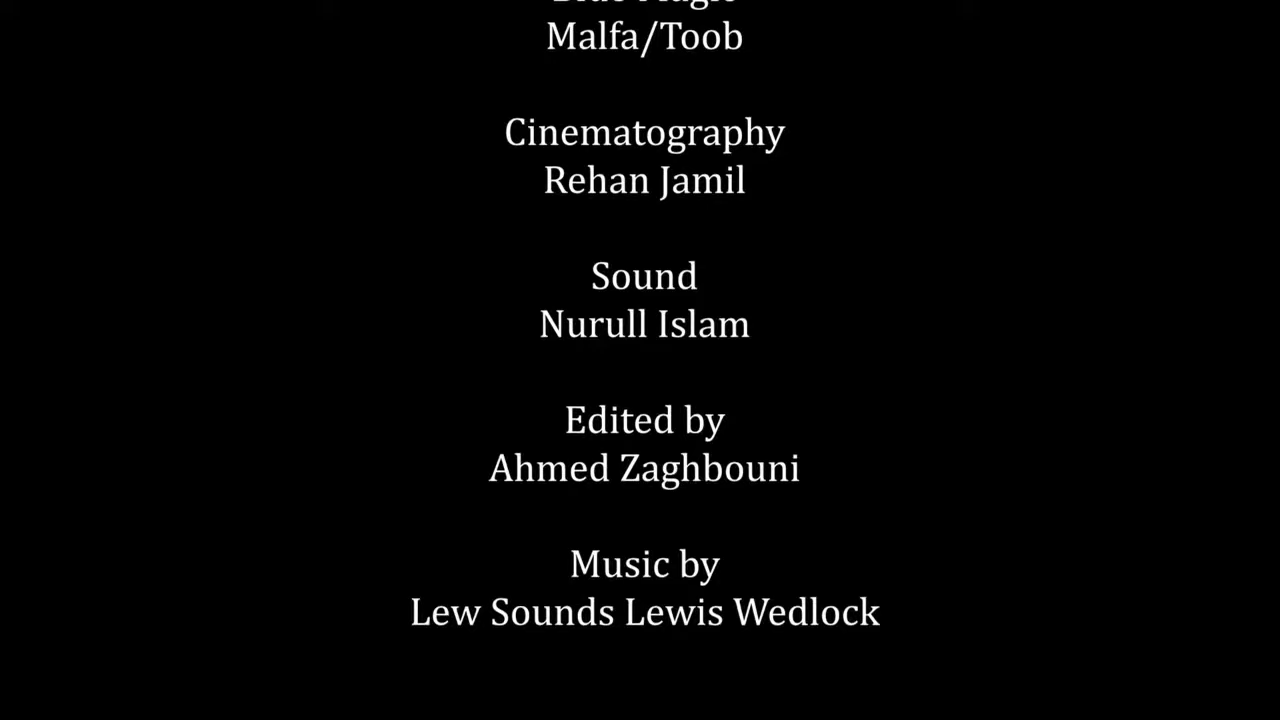 Malfa/Toob
Cinematography
Rehan Jamil
Sound
Nurull Islam
Edited by
Ahmed Zaghbouni
Music by
Lew Sounds Lewis Wedlock